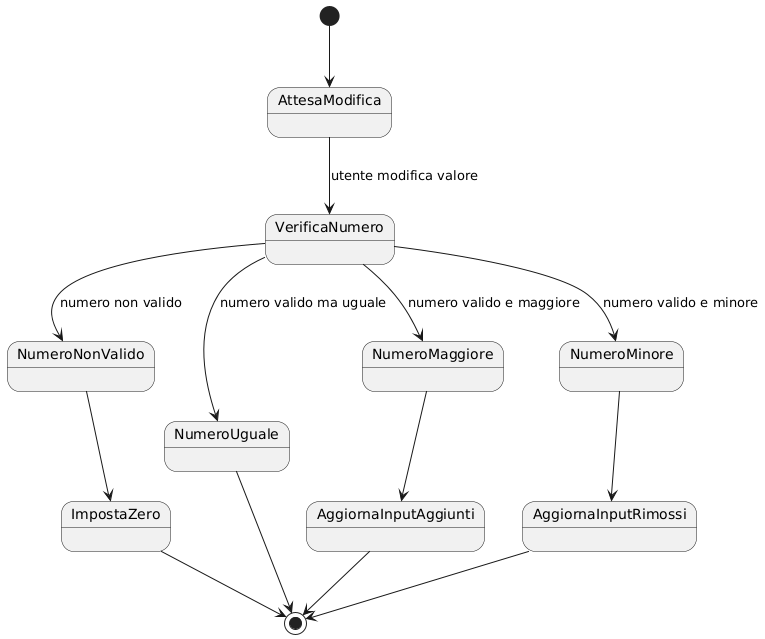 AttesaModifica
utente modifica valore
VerificaNumero
numero non valido
numero valido ma uguale
numero valido e maggiore
numero valido e minore
NumeroNonValido
NumeroMaggiore
NumeroMinore
NumeroUguale
ImpostaZero
AggiornaInputAggiunti
AggiornaInputRimossi